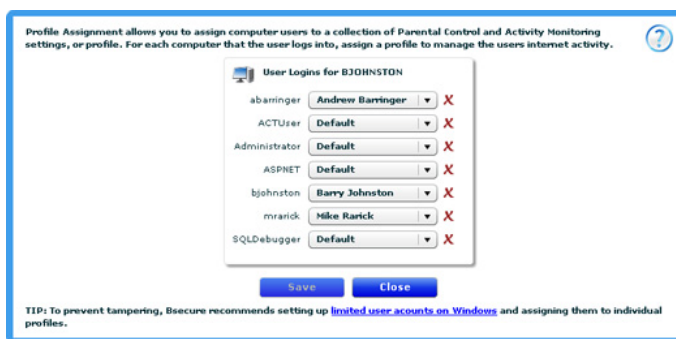 Profile Assignment allows you to assign computer users to a collection of Parental Control and Activity Monitoring
settings, or profile. For each computer that the user logs into, assign a profile to manage the users internet activity.
?
User Logins for BJOHNSTON
abarringer Andrew Barringer X
ACTUser Default X
Administrator Default X
ASPNET Default X
bjohnston Barry Johnston X
mrarick Mike Rarick X
SQLDebugger Default X
Save Close
TIP: To prevent tampering, Bsecure recommends setting up limited user acounts on Windows and assigning them to individual
profiles.